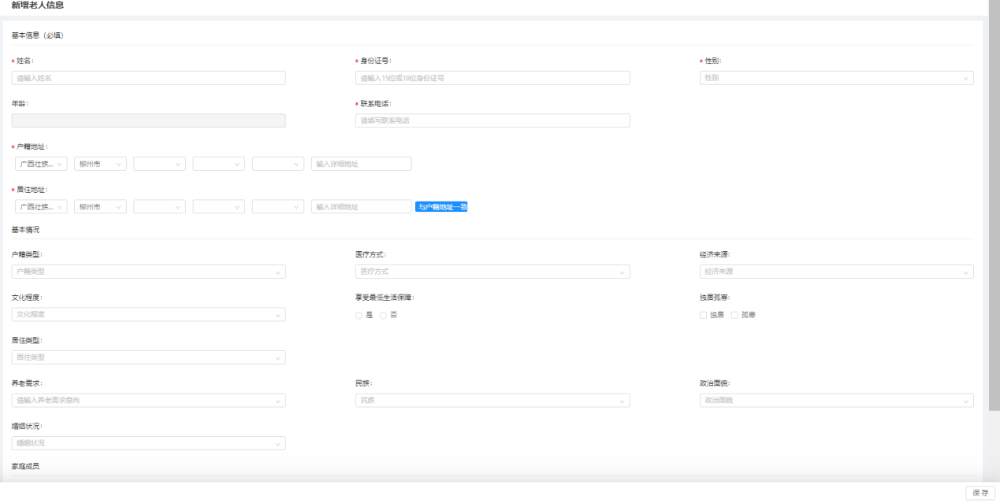 新增老人信息
基本信息（必填）
* 姓名: * 身份证号: * 性别:
请输入姓名 请输入15位或18位身份证号 性别
年龄: * 联系电话:
请填写联系电话
* 户籍地址:
广西壮族... 柳州市 输入详细地址
* 居住地址:
广西壮族... 柳州市 输入详细地址 与户籍地址一致
基本情况
户籍类型: 医疗方式: 经济来源:
户籍类型 医疗方式 经济来源
文化程度: 享受最低生活保障: 独居孤寡:
文化程度 是 否 独居 孤寡
居住类型:
居住类型
养老需求: 民族: 政治面貌:
请输入养老需求意向 民族 政治面貌
婚姻状况:
婚姻状况
家庭成员
保存